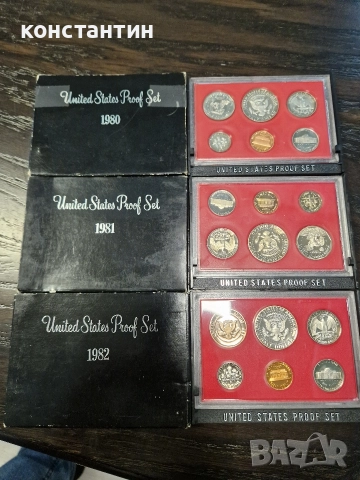 КОНСТАНТИН
United States Proof Set
1980
UNITED STATES PROOF SET
United States Proof Set
1981
UNITED STATES PROOF SET
United States Proof Set
1982
UNITED STATES PROOF SET
BAZAR